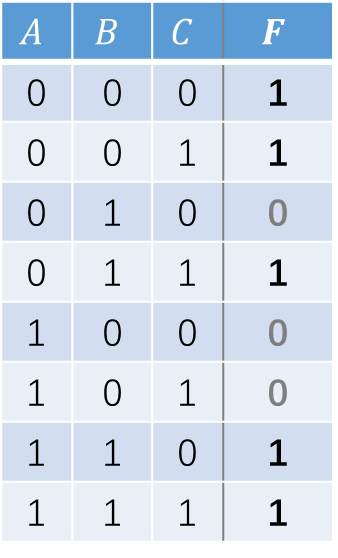 A B C F
0 0 0 1
0 0 1 1
0 1 0 0
0 1 1 1
1 0 0 0
1 0 1 0
1 1 0 1
1 1 1 1